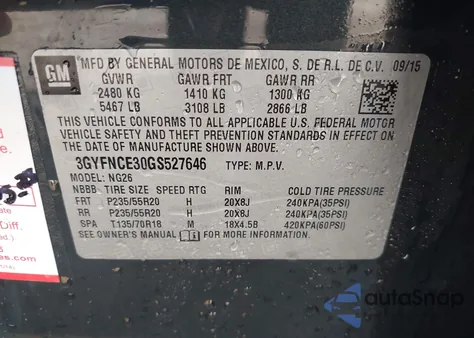 GM
MFD BY GENERAL MOTORS DE MEXICO, S. DE R.L. DE C.V. 09/15
GVWR GAWR FRT GAWR RR
2480 KG 1410 KG 1300 KG
5467 LB 3108 LB 2866 LB
THIS VEHICLE CONFORMS TO ALL APPLICABLE U.S. FEDERAL MOTOR
VEHICLE SAFETY AND THEFT PREVENTION STANDARDS IN EFFECT ON
THE DATE OF MANUFACTURE SHOWN ABOVE.
3GYFNCE30GS527646 TYPE: M.P.V.
MODEL: NG26
NBBB TIRE SIZE SPEED RTG RIM COLD TIRE PRESSURE
FRT P235/55R20 H 20X8J 240KPA(35PSI)
RR P235/55R20 H 20X8J 240KPA(35PSI)
SPA T135/70R18 M 18X4.5B 420KPA(60PSI)
SEE OWNER'S MANUAL FOR MORE INFORMATION
autoSnap